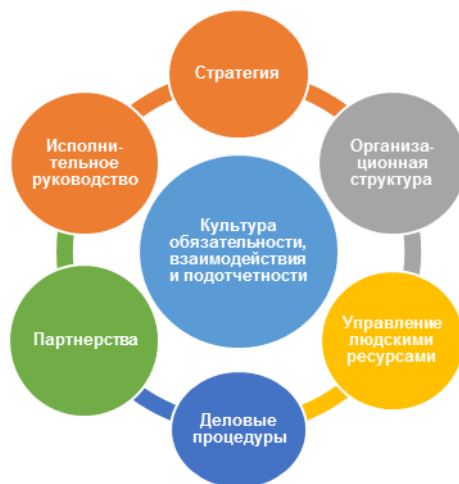 Стратегия
Организа-
ционная
структура
Управление
людскими
ресурсами
Деловые
процедуры
Партнерства
Исполни-
тельное
руководство
Культура
обязательности,
взаимодействия
и подотчетности